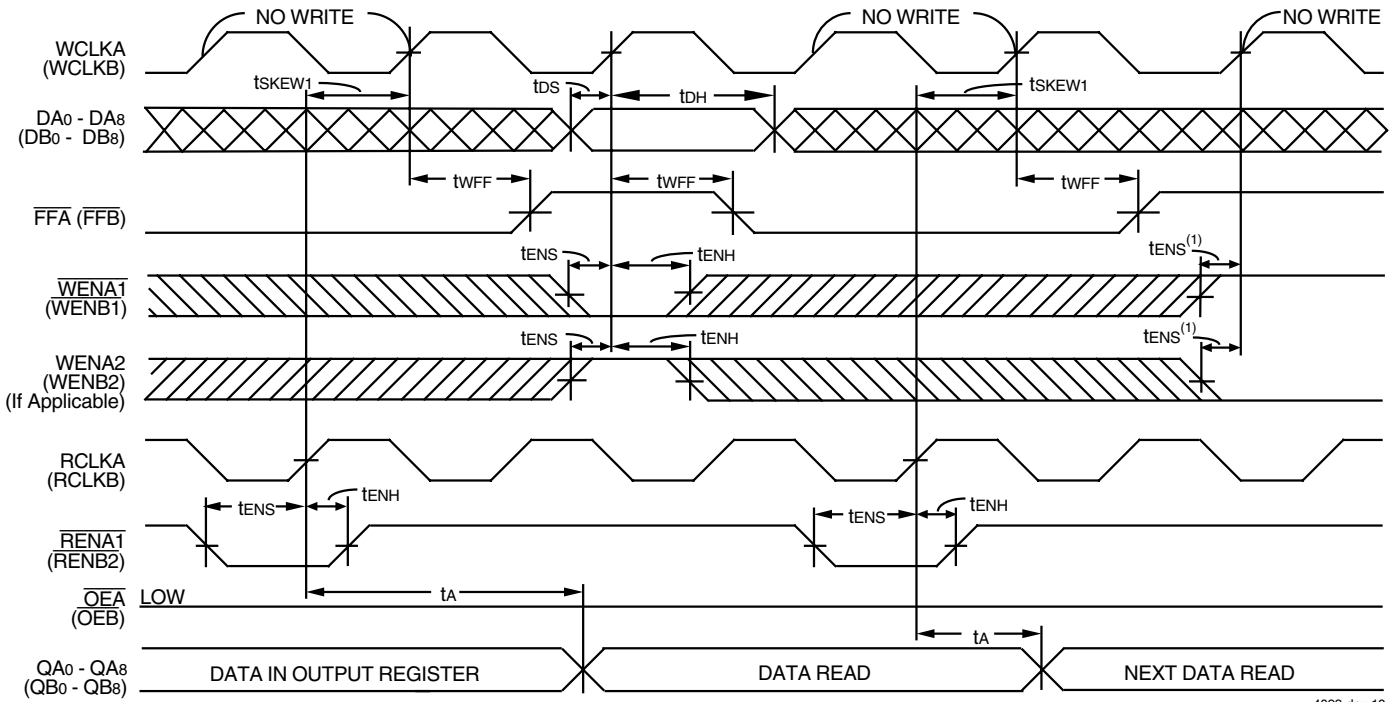 NO WRITE NO WRITE NO WRITE
WCLKA
(WCLKB)
tSKEW1 tDS tDH tSKEW1
DA0 - DA8
(DB0 - DB8)
tWFF tWFF tWFF
FFA (FFB)
tENS tENH tENS(1)
WENA1
(WENB1)
tENS tENH tENS(1)
WENA2
(WENB2)
(If Applicable)
RCLKA
(RCLKB)
tENS tENH tENS tENH
RENA1
(RENB2)
OEA LOW
(OEB)
tA
tA
QA0 - QA8
(QB0 - QB8)
DATA IN OUTPUT REGISTER DATA READ NEXT DATA READ